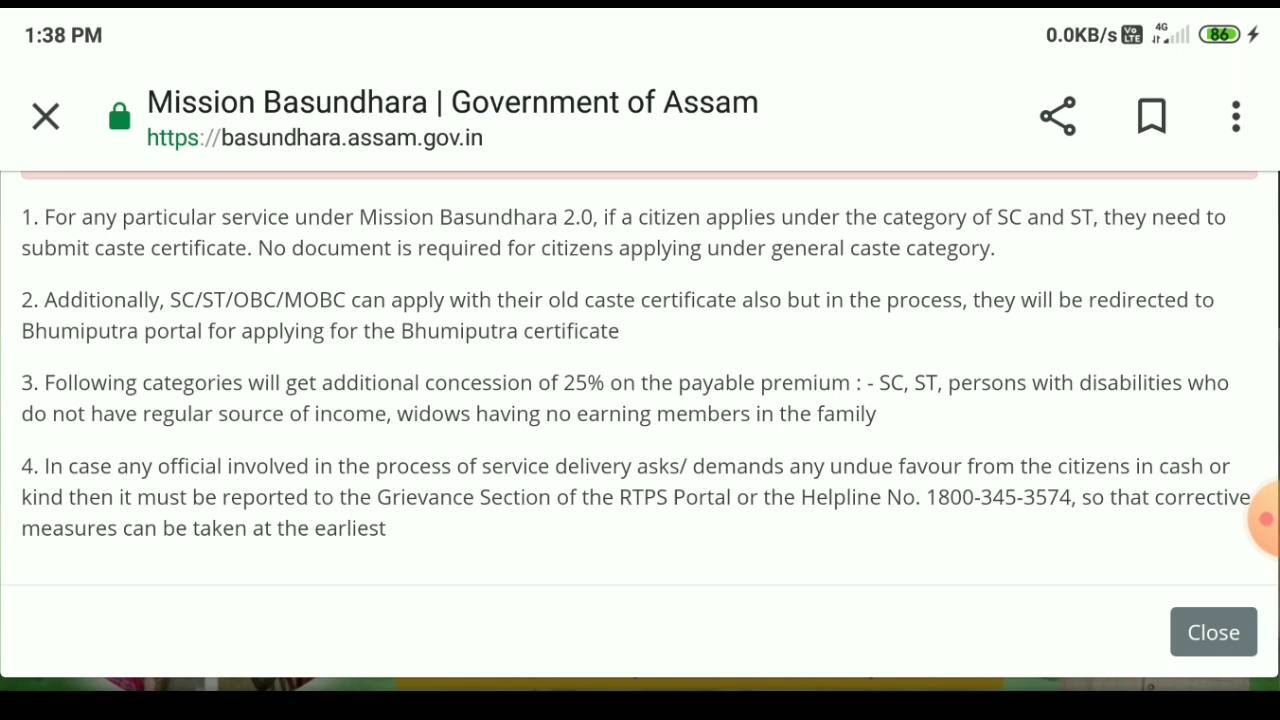 1:38 PM
0.0KB/s Vo LTE 4G 86
Mission Basundhara | Government of Assam
https://basundhara.assam.gov.in
1. For any particular service under Mission Basundhara 2.0, if a citizen applies under the category of SC and ST, they need to
submit caste certificate. No document is required for citizens applying under general caste category.
2. Additionally, SC/ST/OBC/MOBC can apply with their old caste certificate also but in the process, they will be redirected to
Bhumiputra portal for applying for the Bhumiputra certificate
3. Following categories will get additional concession of 25% on the payable premium : - SC, ST, persons with disabilities who
do not have regular source of income, widows having no earning members in the family
4. In case any official involved in the process of service delivery asks/ demands any undue favour from the citizens in cash or
kind then it must be reported to the Grievance Section of the RTPS Portal or the Helpline No. 1800-345-3574, so that corrective
measures can be taken at the earliest
Close